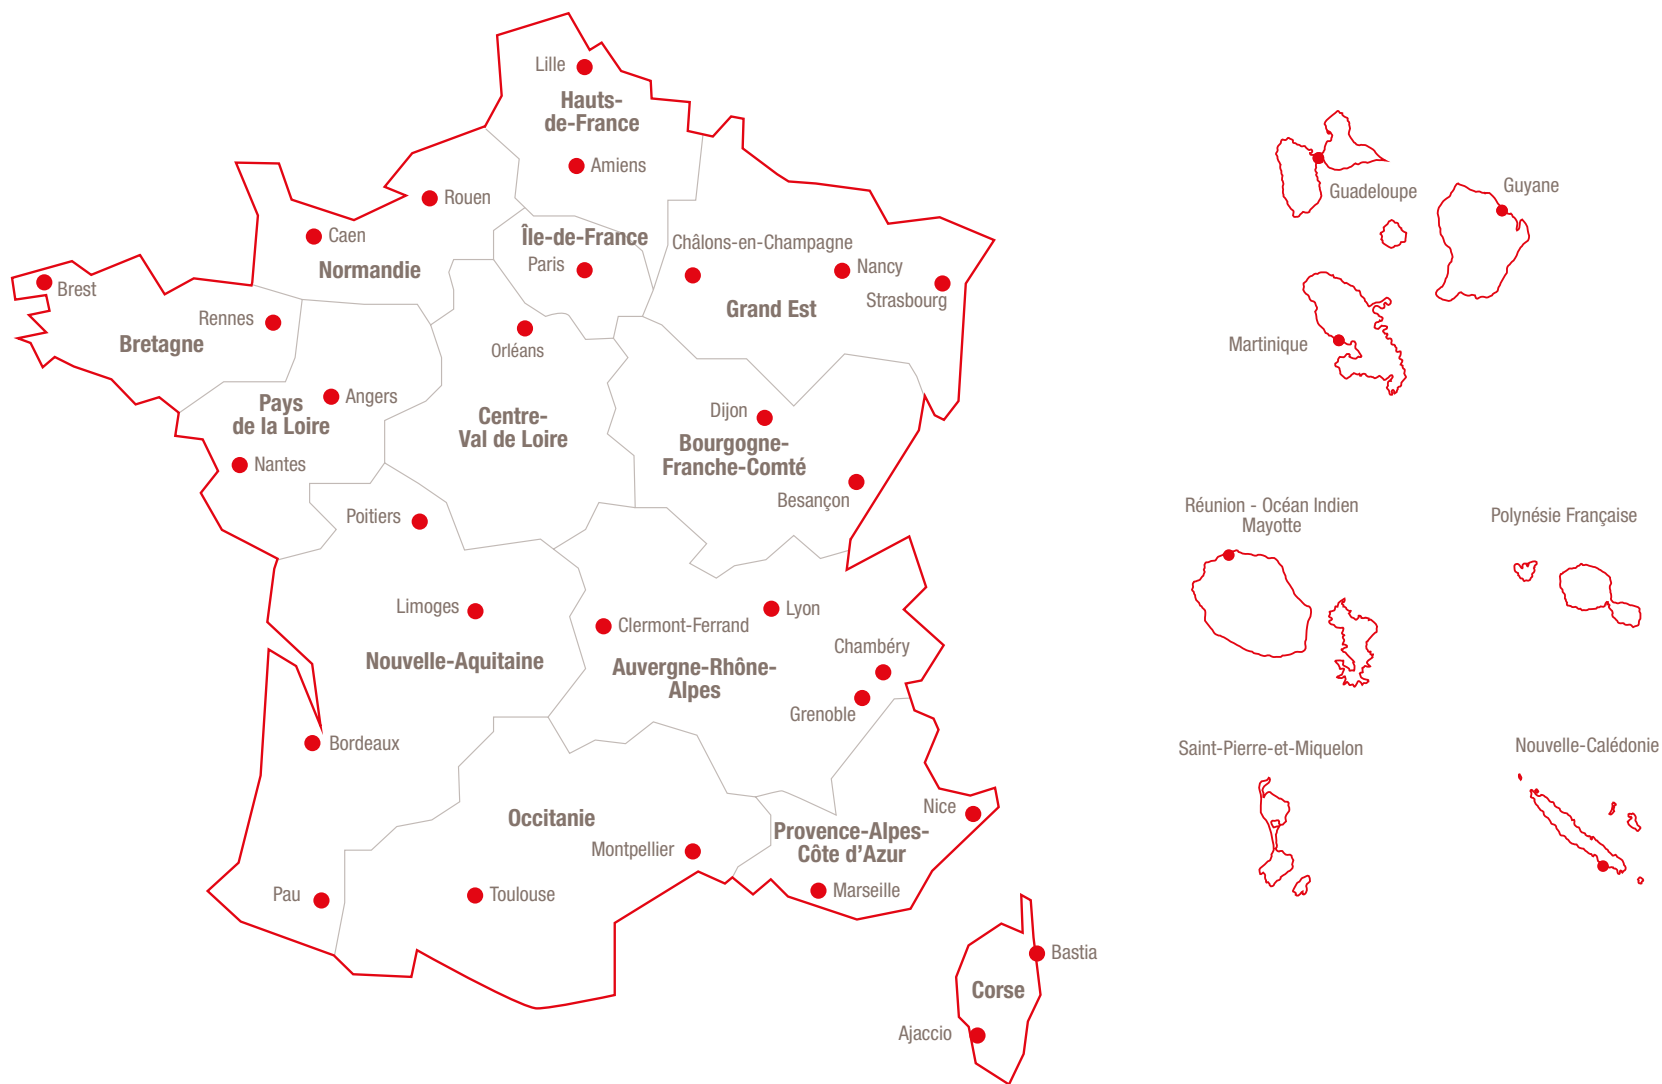 Lille
Hauts-
de-France
Amiens
Rouen
Caen
Normandie
Île-de-France
Paris
Châlons-en-Champagne
Nancy
Strasbourg
Grand Est
Brest
Rennes
Bretagne
Orléans
Angers
Pays
de la Loire
Nantes
Centre-
Val de Loire
Dijon
Bourgogne-
Franche-Comté
Besançon
Poitiers
Limoges
Nouvelle-Aquitaine
Clermont-Ferrand
Lyon
Auvergne-Rhône-
Alpes
Chambéry
Grenoble
Bordeaux
Occitanie
Montpellier
Toulouse
Pau
Nice
Provence-Alpes-
Côte d'Azur
Marseille
Bastia
Corse
Ajaccio
Guadeloupe
Guyane
Martinique
Réunion - Océan Indien
Mayotte
Polynésie Française
Saint-Pierre-et-Miquelon
Nouvelle-Calédonie